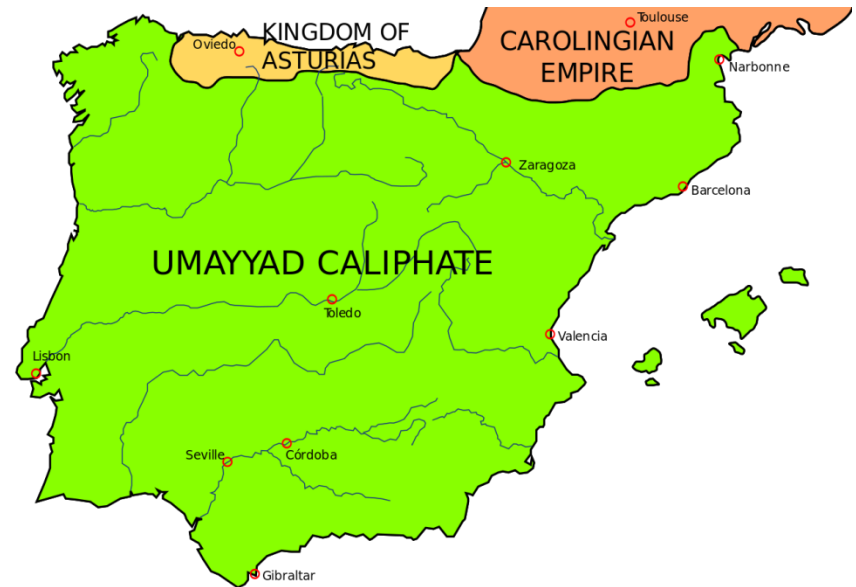 Toulouse
KINGDOM OF
ASTURIAS
Oviedo
CAROLINGIAN
EMPIRE
Narbonne
Zaragoza
Barcelona
UMAYYAD CALIPHATE
Toledo
Valencia
Lisbon
Seville
Córdoba
Gibraltar